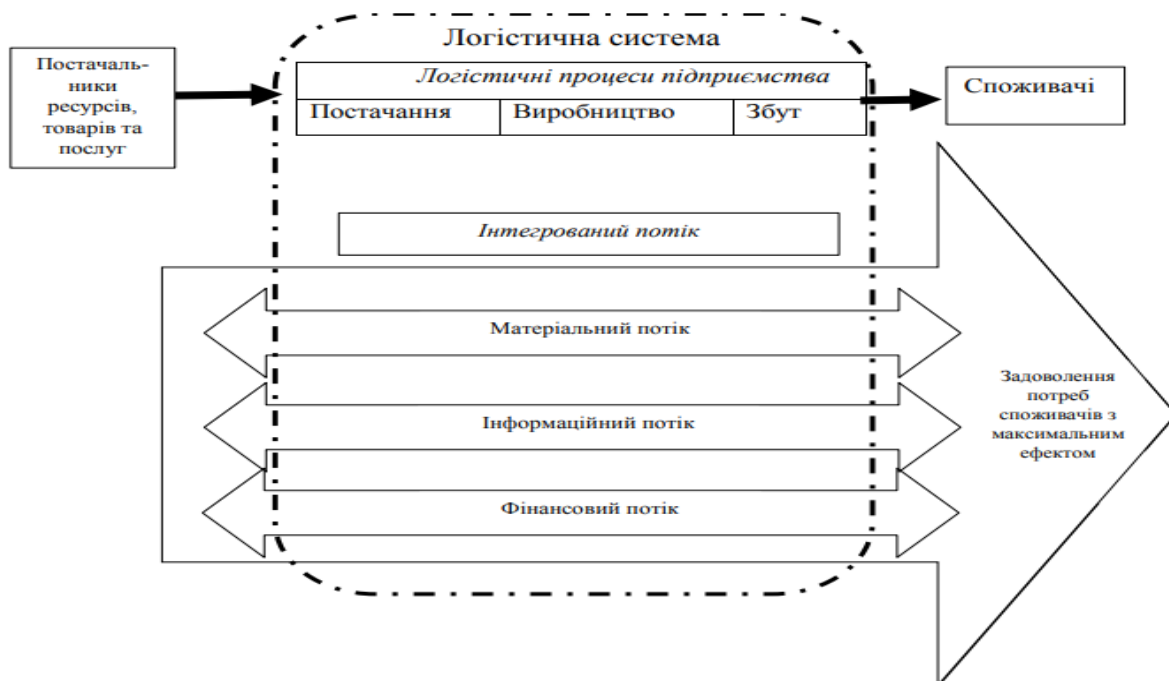 Логістична система
Постачаль-
ники
ресурсів,
товарів та
послуг
Логістичні процеси підприємства
Постачання
Виробництво
Збут
Споживачі
Інтегрований потік
Матеріальний потік
Інформаційний потік
Фінансовий потік
Задоволення
потреб
споживачів з
максимальним
ефектом